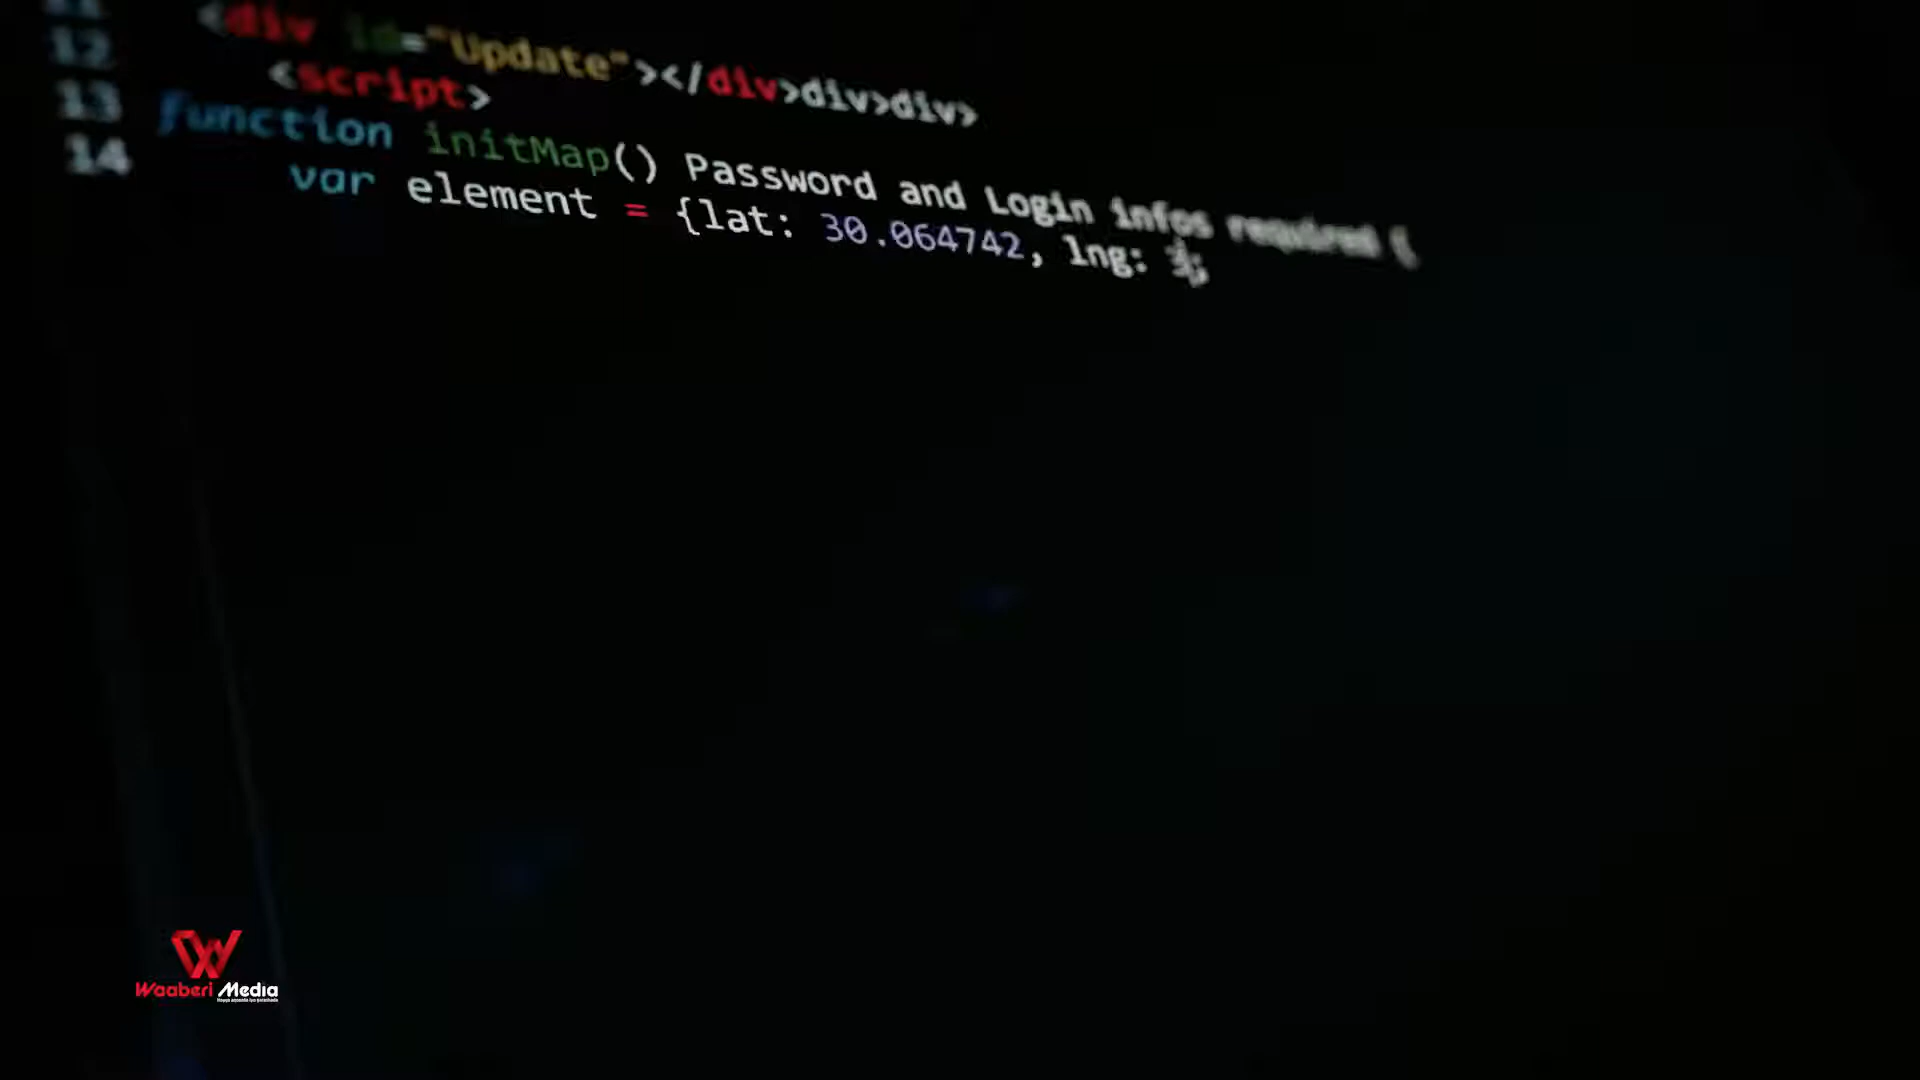 12 <div id="Update"></div>div>div>
13 <script>
14 function initMap() Password and Login infos required {
var element = {lat: 30.064742, lng:
Waaberi Media